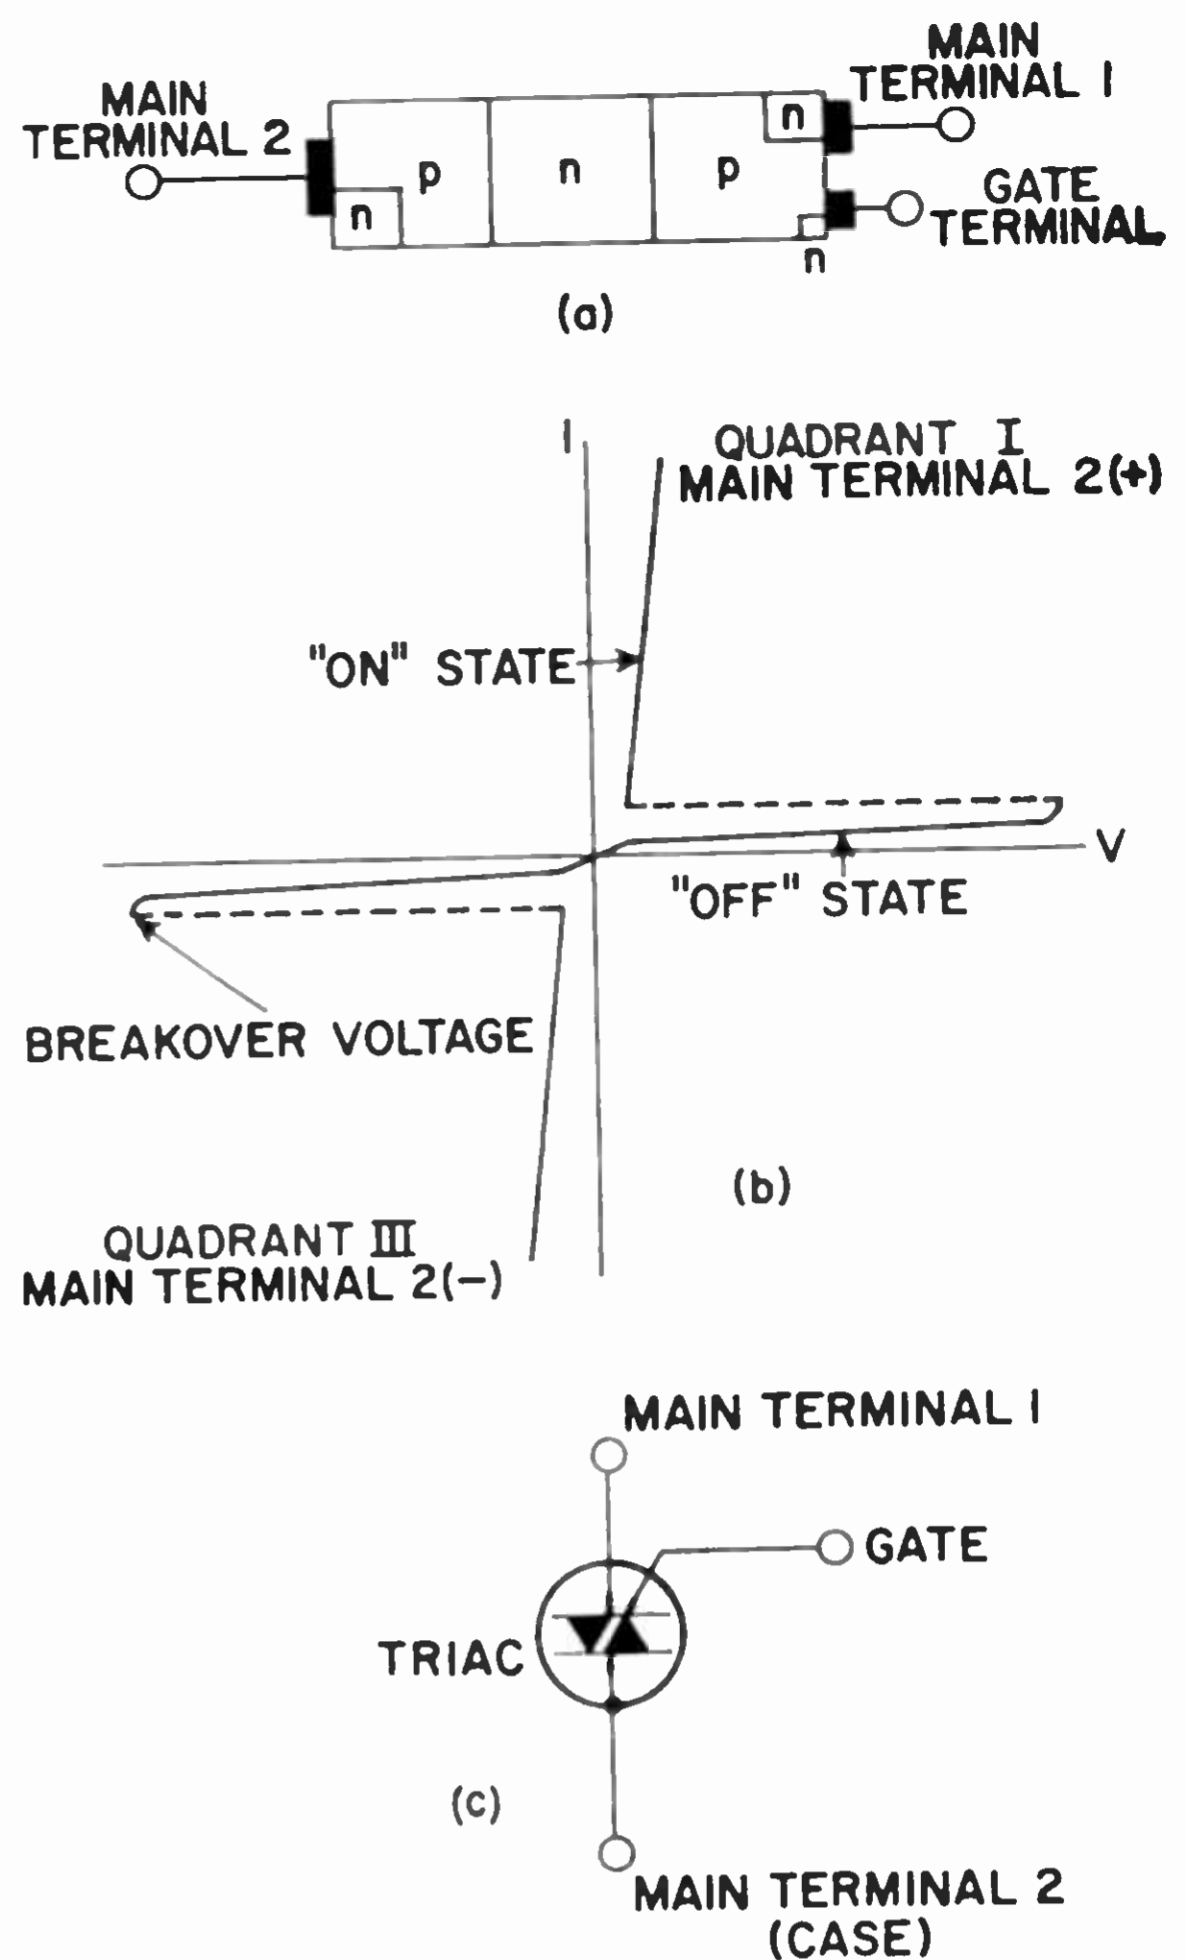 MAIN
TERMINAL 1
MAIN
TERMINAL 2
n
p
n
p
n
GATE
TERMINAL
n
(a)
I
QUADRANT I
MAIN TERMINAL 2(+)
"ON" STATE
V
"OFF" STATE
BREAKOVER VOLTAGE
(b)
QUADRANT III
MAIN TERMINAL 2(-)
MAIN TERMINAL 1
GATE
TRIAC
(c)
MAIN TERMINAL 2
(CASE)